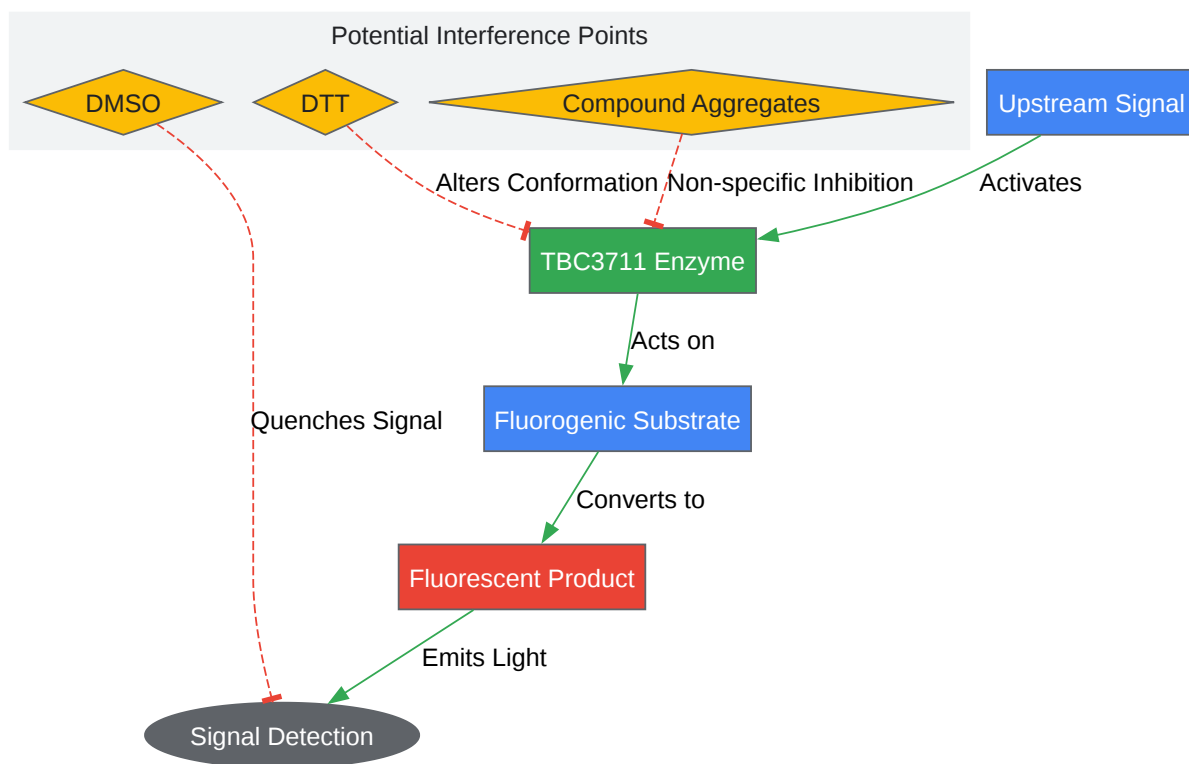 Potential Interference Points
DMSO
DTT
Compound Aggregates
Upstream Signal
Alters Conformation
Non-specific Inhibition
Activates
TBC3711 Enzyme
Acts on
Quenches Signal
Fluorogenic Substrate
Converts to
Fluorescent Product
Emits Light
Signal Detection